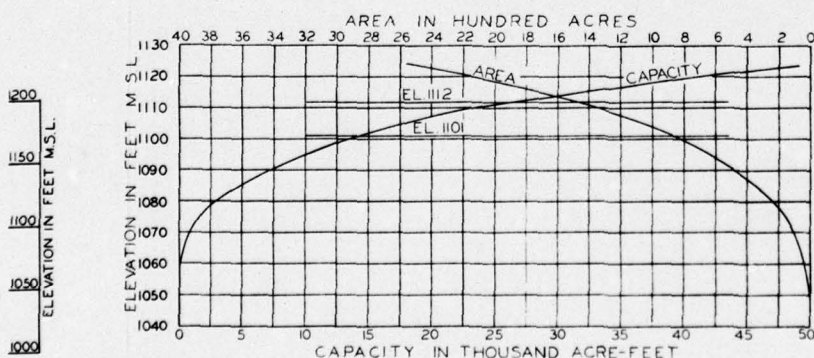 AREA IN HUNDRED ACRES
40 38 36 34 32 30 28 26 24 22 20 18 16 14 12 10 8 6 4 2 0
1130
1120
1110
1100
1090
1080
1070
1060
1050
1040
ELEVATION IN FEET M.S.L.
1200
1150
1100
1050
1000
ELEVATION IN FEET M.S.L.
AREA
CAPACITY
EL. 1112
EL. 1101
0 5 10 15 20 25 30 35 40 45 50
CAPACITY IN THOUSAND ACRE-FEET